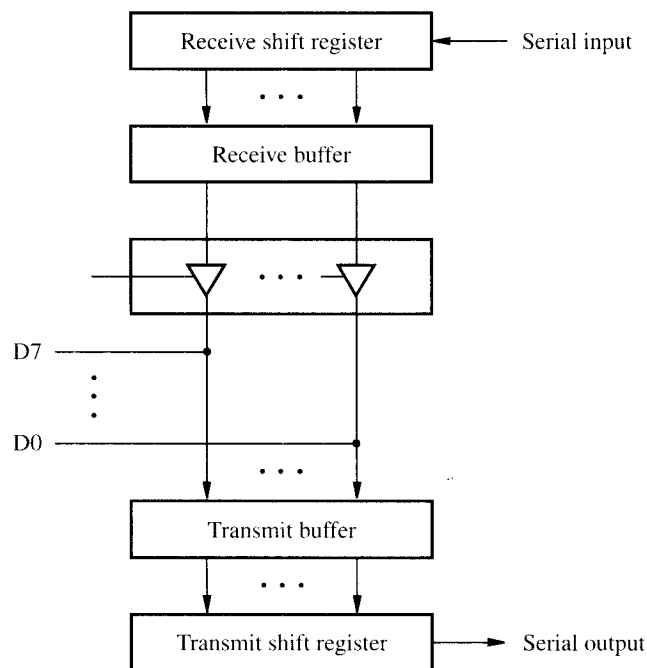 Receive shift register
Serial input
Receive buffer
D7
D0
Transmit buffer
Transmit shift register
Serial output